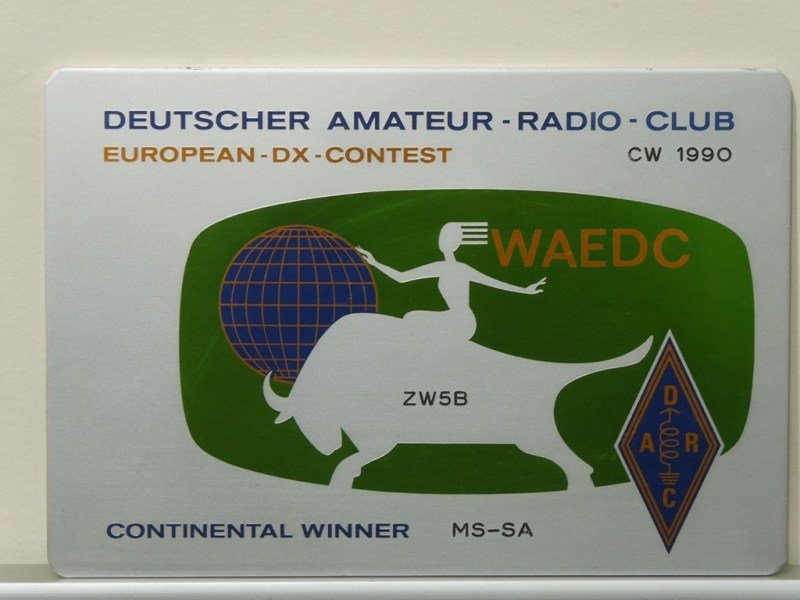 DEUTSCHER AMATEUR - RADIO - CLUB
EUROPEAN - DX - CONTEST CW 1990
WAEDC
ZW5B
D
A R
C
CONTINENTAL WINNER MS-SA